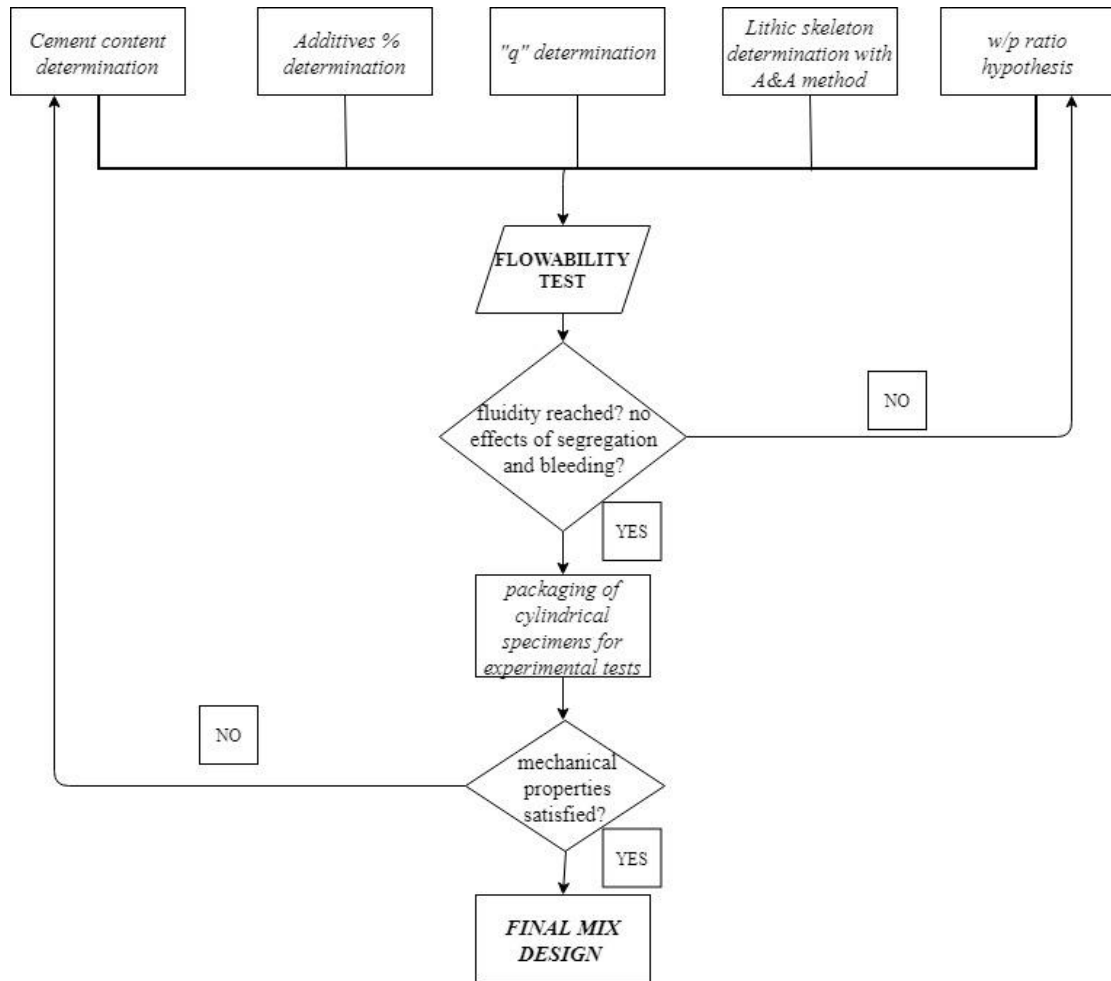 Cement content
determination
Additives %
determination
"q" determination
Lithic skeleton
determination with
A&A method
w/p ratio
hypothesis
FLOWABILITY
TEST
fluidity reached? no
effects of segregation
and bleeding?
NO
YES
packaging of
cylindrical
specimens for
experimental tests
NO
mechanical
properties
satisfied?
YES
FINAL MIX
DESIGN